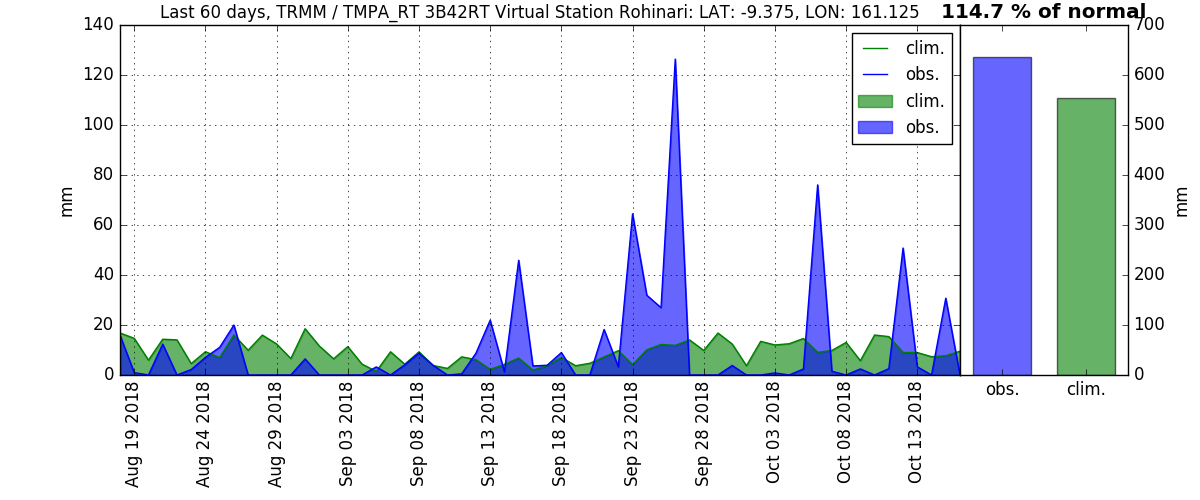 Last 60 days, TRMM / TMPA_RT 3B42RT Virtual Station Rohinari: LAT: -9.375, LON: 161.125
114.7 % of normal
140
120
100
80
60
40
20
0
mm
clim.
obs.
clim.
obs.
Aug 19 2018
Aug 24 2018
Aug 29 2018
Sep 03 2018
Sep 08 2018
Sep 13 2018
Sep 18 2018
Sep 23 2018
Sep 28 2018
Oct 03 2018
Oct 08 2018
Oct 13 2018
700
600
500
400
300
200
100
0
mm
obs.
clim.